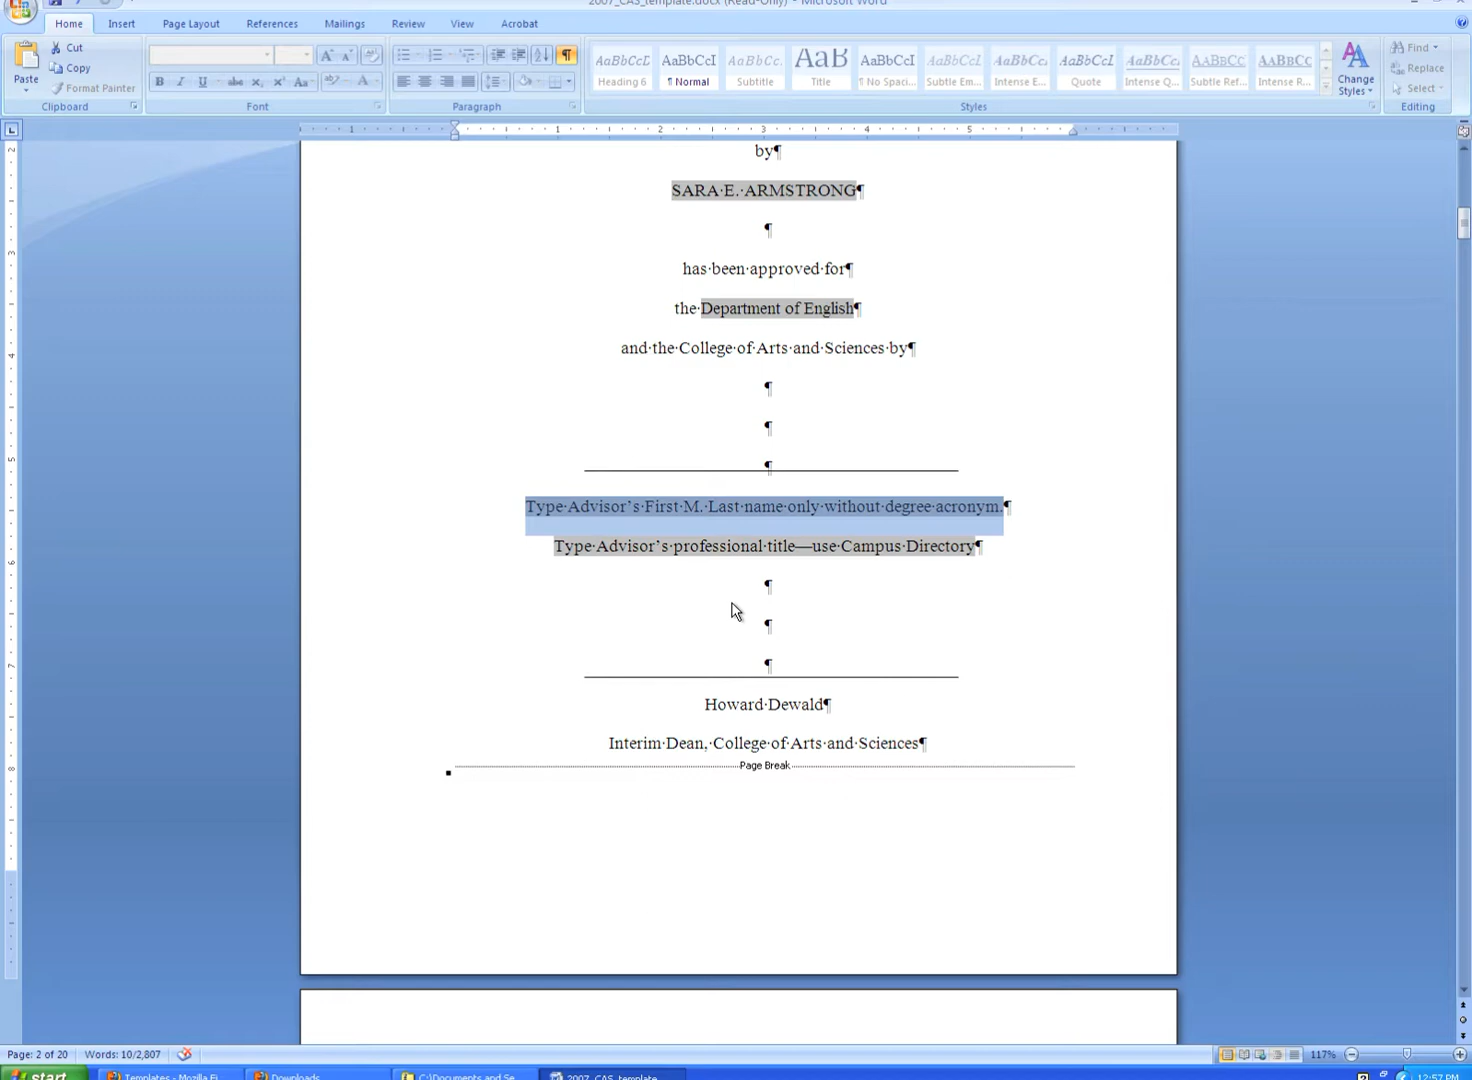 2007_CAS_template.docx (Read-Only) - Microsoft Word
Home Insert Page Layout References Mailings Review View Acrobat
Paste
Cut
Copy
Format Painter
Clipboard
B I U abc x₂ x² Aa
Font
Paragraph
AaBbCcD AaBbCcI AaBbCc. AaB AaBbCcI AaBbCcI AaBbCcI AaBbCcI AaBbCcI AaBbCcI AaBbCc AaBbCc
Heading 6 ¶ Normal Subtitle Title ¶ No Spaci... Subtle Em... Intense E... Quote Intense Q... Subtle Ref... Intense R...
Styles
Change Styles
Find
Replace
Select
Editing
by¶
SARA·E.·ARMSTRONG¶
¶
has·been·approved·for¶
the·Department of English¶
and·the·College·of·Arts·and·Sciences·by¶
¶
¶
¶
Type·Advisor’s·First·M.·Last·name·only·without·degree·acronym.¶
Type·Advisor’s·professional·title—use·Campus·Directory¶
¶
¶
¶
Howard·Dewald¶
Interim·Dean,·College·of·Arts·and·Sciences¶
Page Break
Page: 2 of 20 Words: 10/2,807 117%
start Templates - Mozilla Fi... Downloads C:\Documents and Se... 2007_CAS_template... 12:57 PM